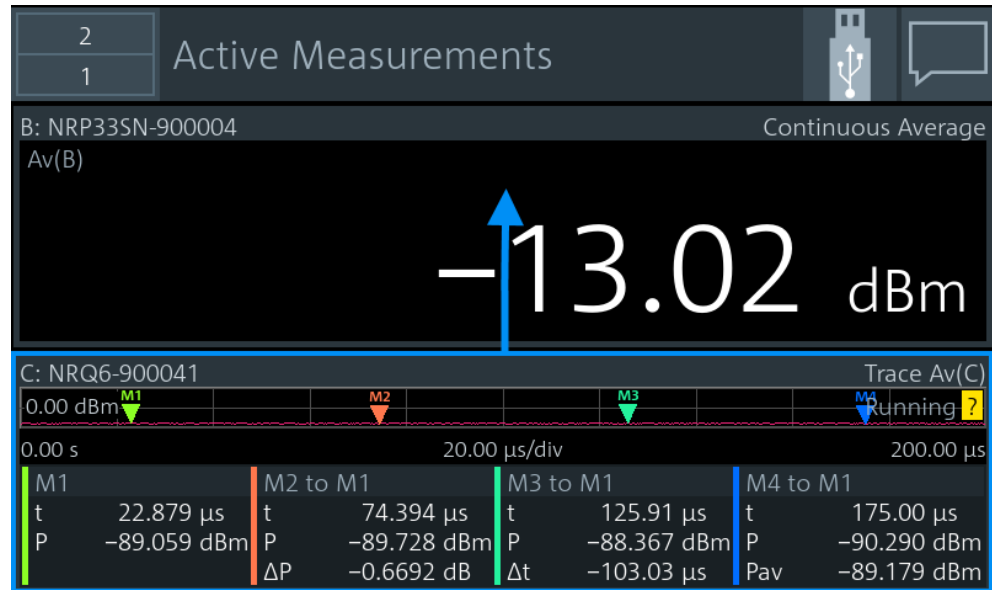 2
1
Active Measurements
B: NRP33SN-900004 Continuous Average
Av(B)
−13.02 dBm
C: NRQ6-900041 Trace Av(C)
M1 M2 M3 M4
0.00 dBm Running ?
0.00 s 20.00 µs/div 200.00 µs
M1 M2 to M1 M3 to M1 M4 to M1
t 22.879 µs t 74.394 µs t 125.91 µs t 175.00 µs
P −89.059 dBm P −89.728 dBm P −88.367 dBm P −90.290 dBm
ΔP −0.6692 dB Δt −103.03 µs Pav −89.179 dBm